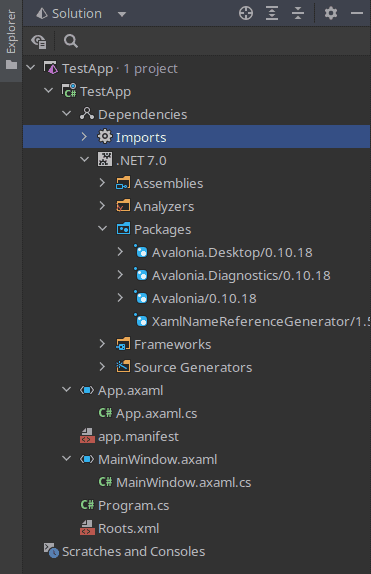 Explorer
Solution
TestApp · 1 project
TestApp
Dependencies
Imports
.NET 7.0
Assemblies
Analyzers
Packages
Avalonia.Desktop/0.10.18
Avalonia.Diagnostics/0.10.18
Avalonia/0.10.18
XamlNameReferenceGenerator/1.5
Frameworks
Source Generators
App.axaml
C# App.axaml.cs
app.manifest
MainWindow.axaml
C# MainWindow.axaml.cs
C# Program.cs
Roots.xml
Scratches and Consoles